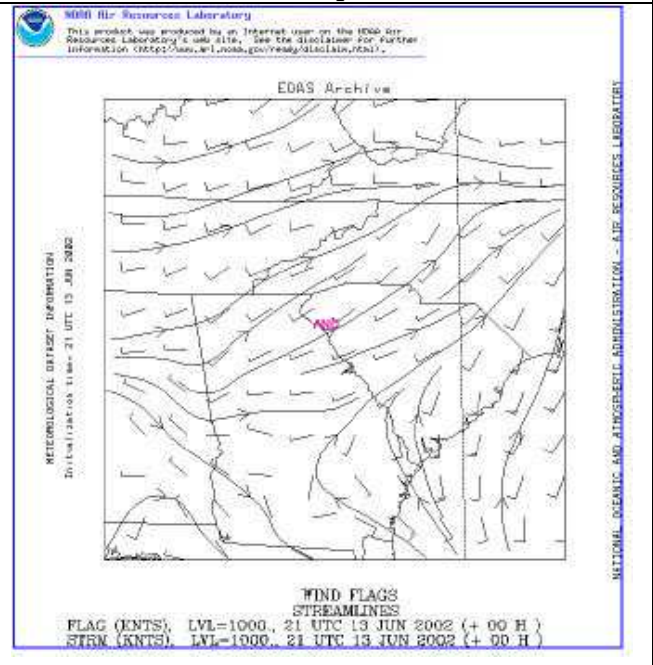 NOAA Air Resources Laboratory
This product was produced by an Internet user on the NOAA Air
Resources Laboratory's web site. See the disclaimer for further
information (http://www.arl.noaa.gov/ready/disclaim.html).
EDAS Archive
METEOROLOGICAL DATASET INFORMATION
Initialization time: 21 UTC 13 JUN 2002
NATIONAL OCEANIC AND ATMOSPHERIC ADMINISTRATION - AIR RESOURCES LABORATORY
AND
WIND FLAGS
STREAMLINES
FLAG (KNTS), LVL=1000., 21 UTC 13 JUN 2002 (+ 00 H )
STRM (KNTS), LVL=1000., 21 UTC 13 JUN 2002 (+ 00 H )